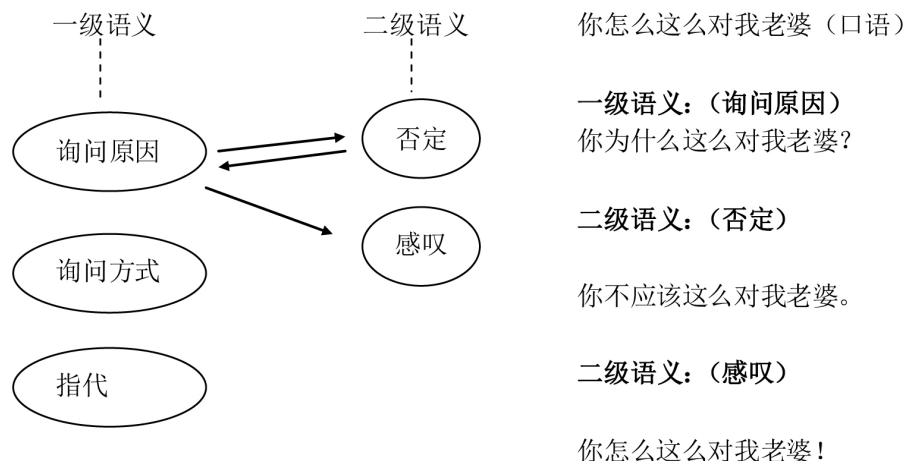 一级语义
二级语义
询问原因
否定
感叹
询问方式
指代
你怎么这么对我老婆（口语）
一级语义：（询问原因）
你为什么这么对我老婆？
二级语义：（否定）
你不应该这么对我老婆。
二级语义：（感叹）
你怎么这么对我老婆！